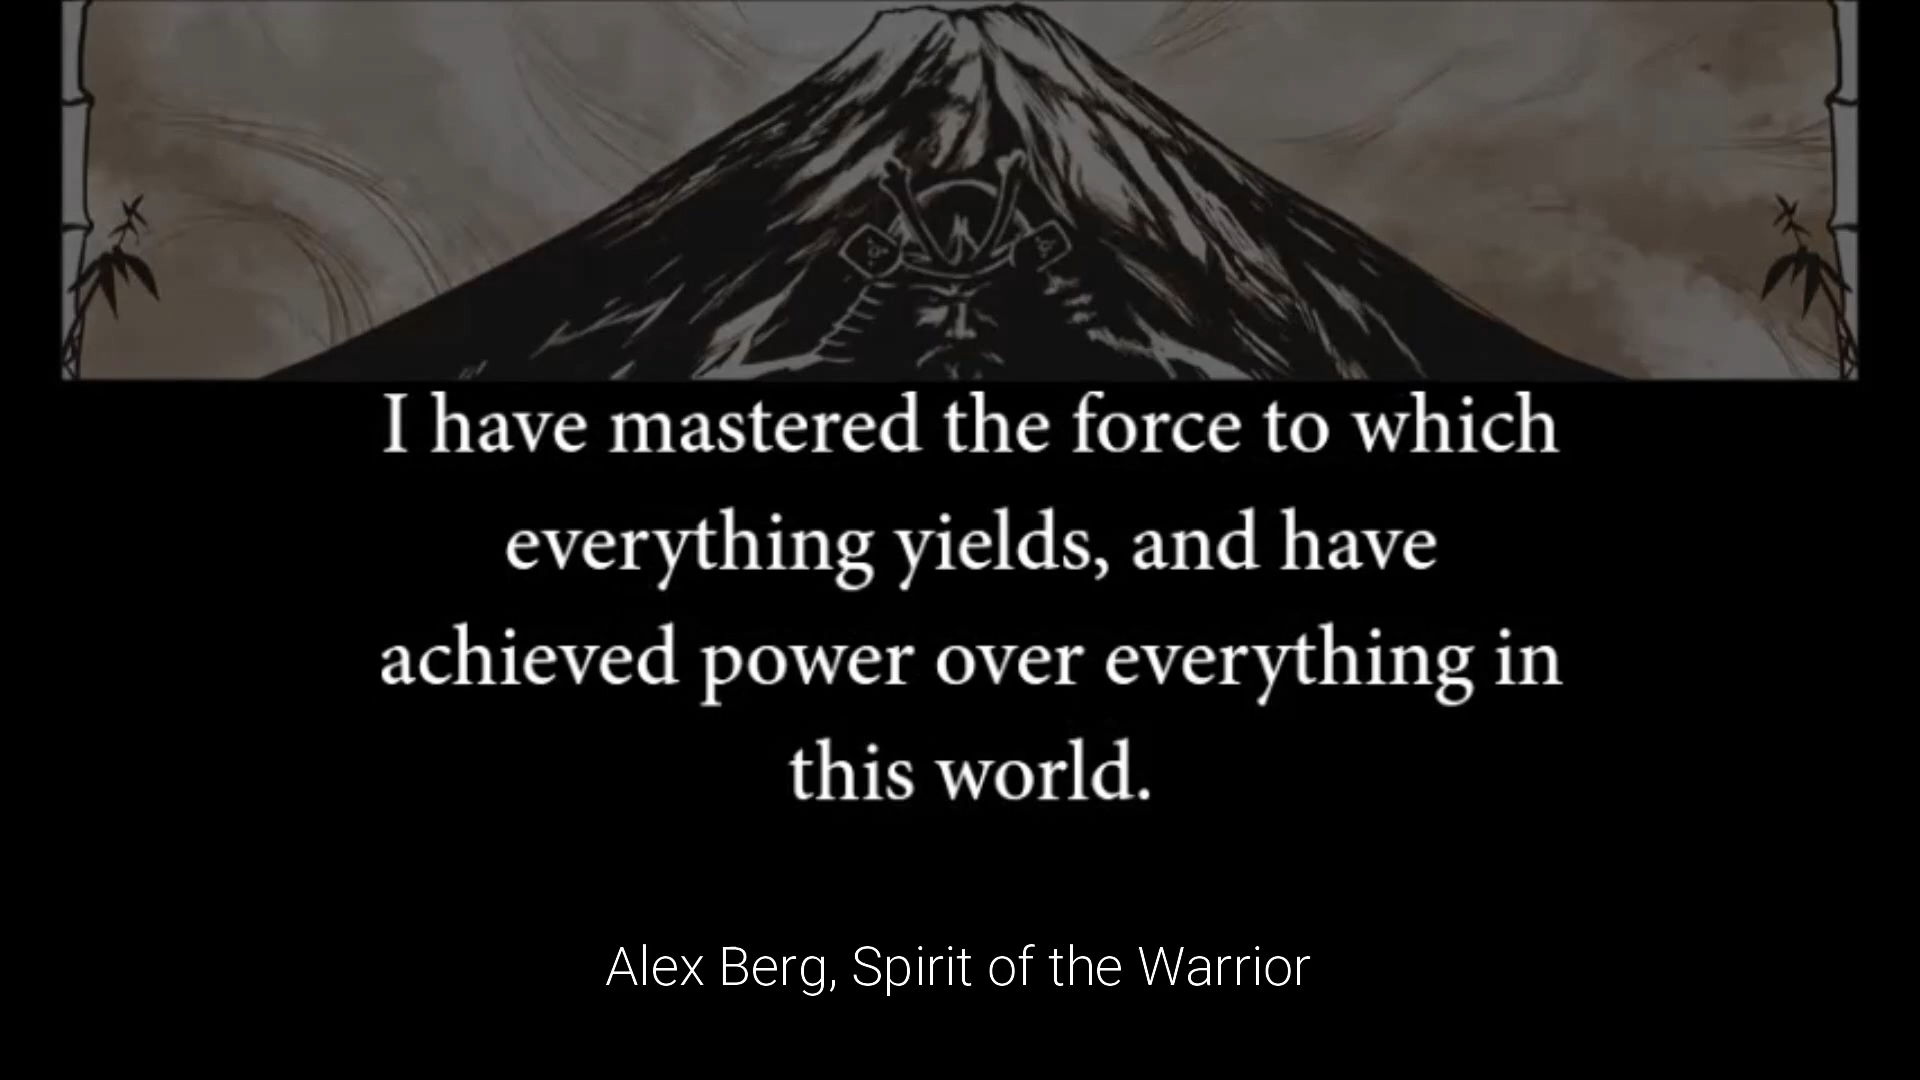 I have mastered the force to which
everything yields, and have
achieved power over everything in
this world.
Alex Berg, Spirit of the Warrior